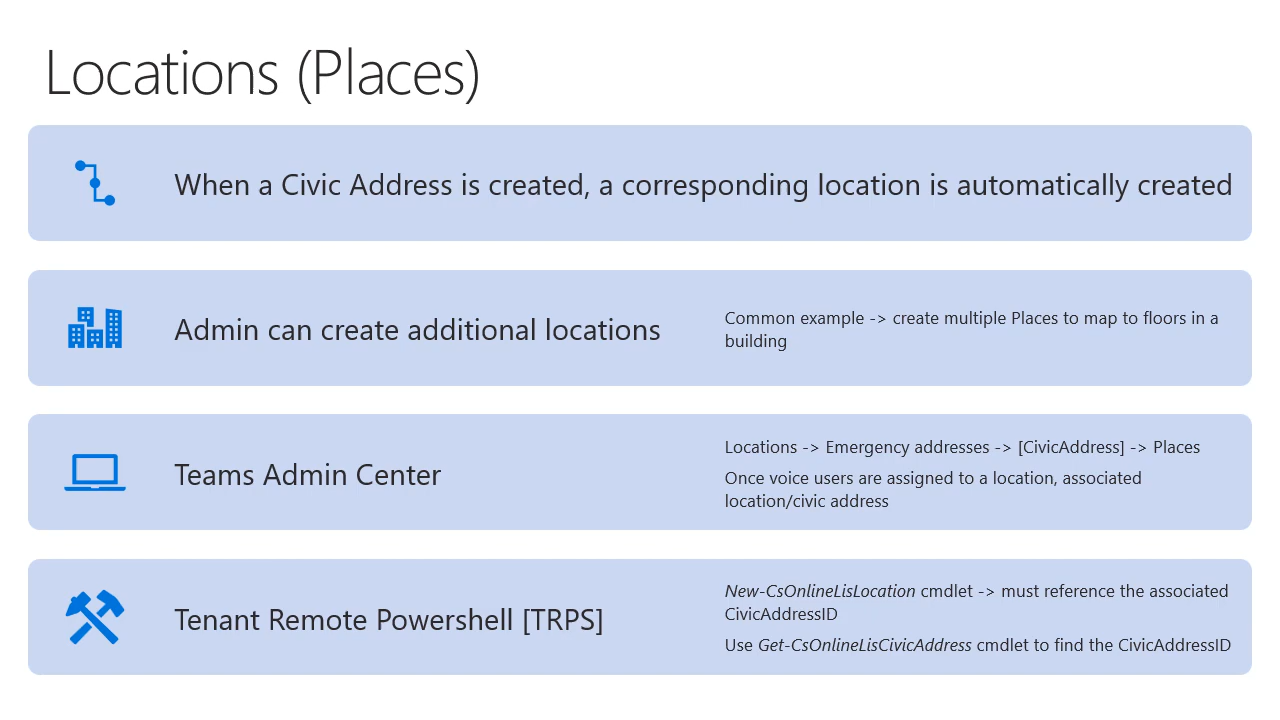 Locations (Places)
When a Civic Address is created, a corresponding location is automatically created
Admin can create additional locations
Common example -> create multiple Places to map to floors in a
building
Teams Admin Center
Locations -> Emergency addresses -> [CivicAddress] -> Places
Once voice users are assigned to a location, associated
location/civic address
Tenant Remote Powershell [TRPS]
New-CsOnlineLisLocation cmdlet -> must reference the associated
CivicAddressID
Use Get-CsOnlineLisCivicAddress cmdlet to find the CivicAddressID